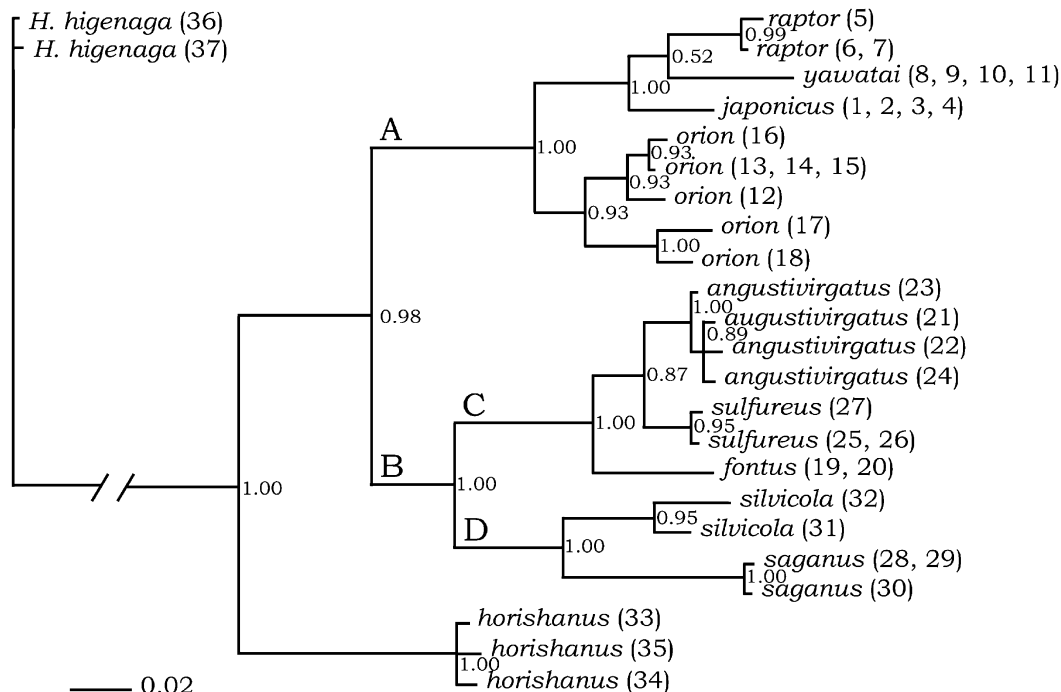 H. higenaga (36)
H. higenaga (37)
raptor (5)
0.99
raptor (6, 7)
0.52
yawatai (8, 9, 10, 11)
1.00
japonicus (1, 2, 3, 4)
A
1.00
orion (16)
0.93
orion (13, 14, 15)
0.93
orion (12)
0.93
orion (17)
1.00
orion (18)
0.98
angustivirgatus (23)
1.00
augustivirgatus (21)
0.89
angustivirgatus (22)
0.87
angustivirgatus (24)
C
1.00
sulfureus (27)
0.95
sulfureus (25, 26)
fontus (19, 20)
B
1.00
1.00
silvicola (32)
0.95
silvicola (31)
D
1.00
saganus (28, 29)
1.00
saganus (30)
horishanus (33)
horishanus (35)
1.00
horishanus (34)
0.02